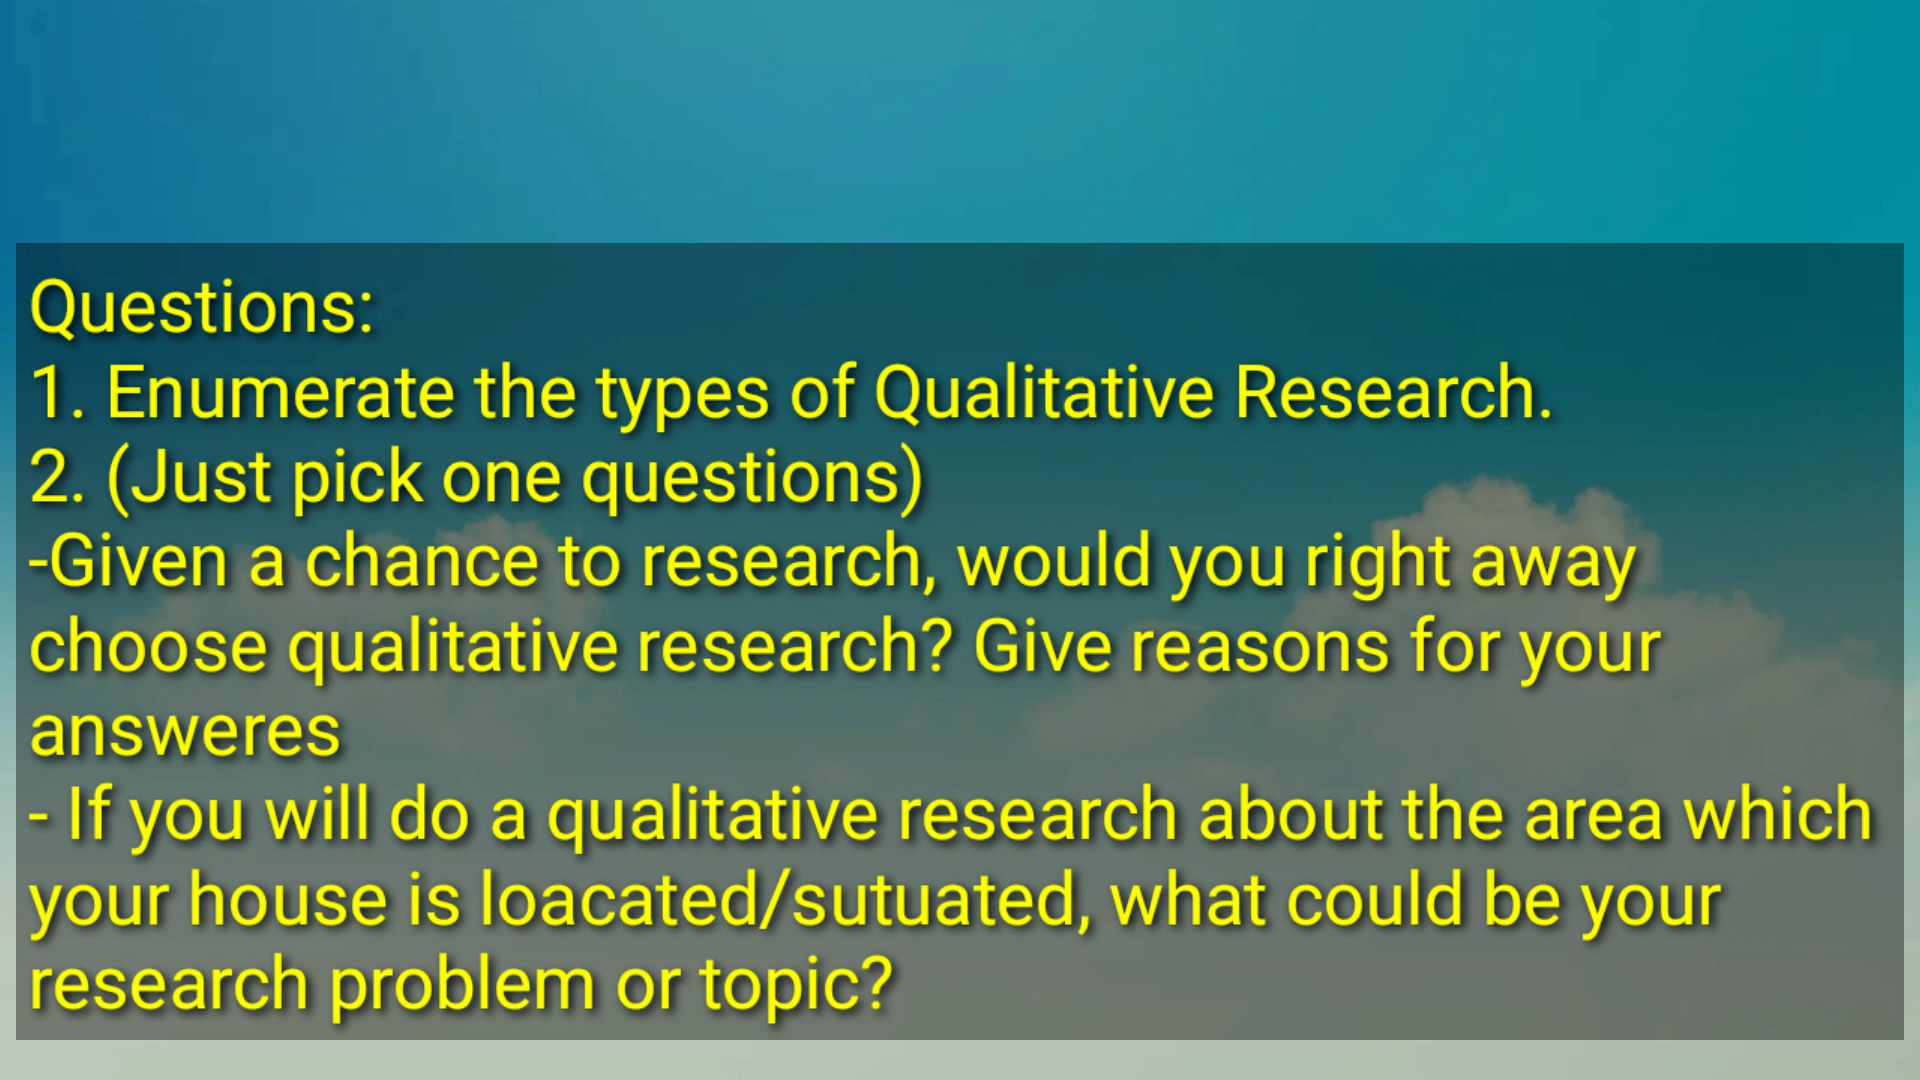 Questions:
1. Enumerate the types of Qualitative Research.
2. (Just pick one questions)
-Given a chance to research, would you right away
choose qualitative research? Give reasons for your
answeres
- If you will do a qualitative research about the area which
your house is loacated/sutuated, what could be your
research problem or topic?